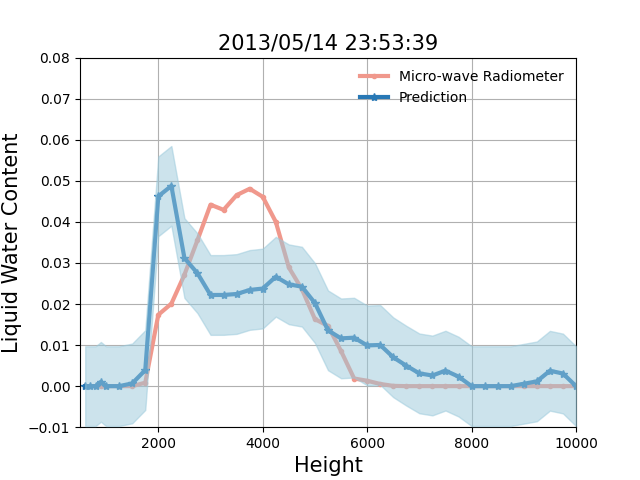 2013/05/14 23:53:39
Micro-wave Radiometer
Prediction
Liquid Water Content
0.08
0.07
0.06
0.05
0.04
0.03
0.02
0.01
0.00
−0.01
2000 4000 6000 8000 10000
Height